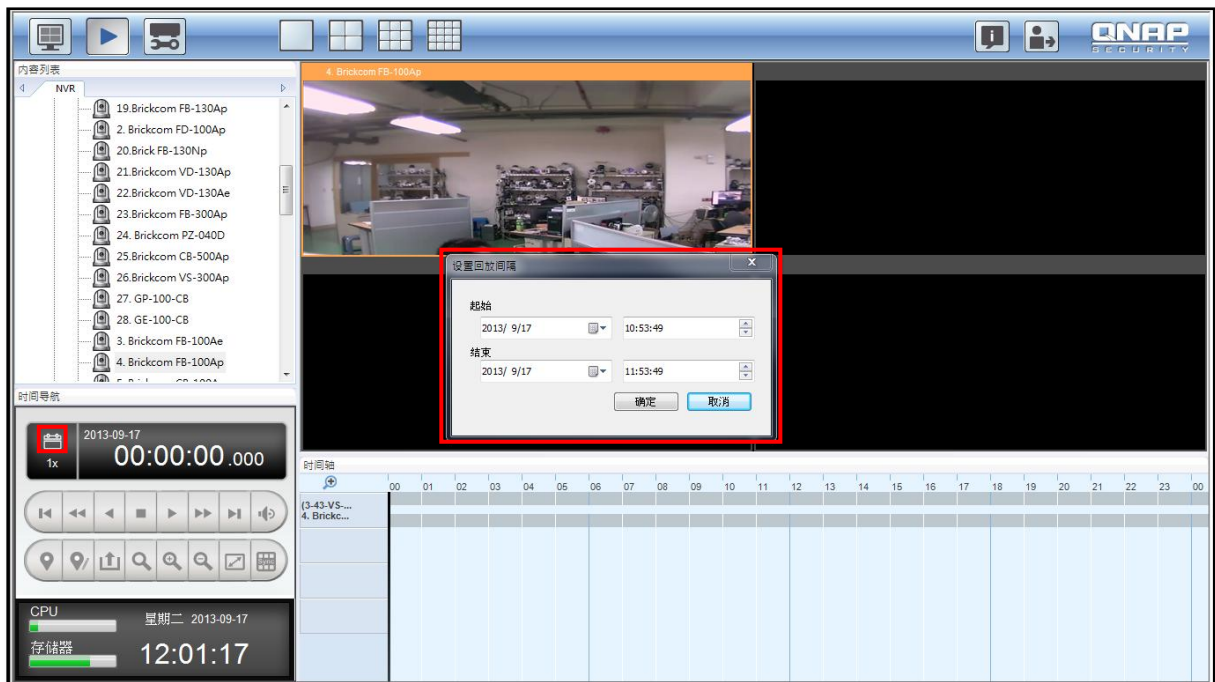 QNAP
SECURITY
内容列表
NVR
19.Brickcom FB-130Ap
2. Brickcom FD-100Ap
20.Brick FB-130Np
21.Brickcom VD-130Ap
22.Brickcom VD-130Ae
23.Brickcom FB-300Ap
24. Brickcom PZ-040D
25.Brickcom CB-500Ap
26.Brickcom VS-300Ap
27. GP-100-CB
28. GE-100-CB
3. Brickcom FB-100Ae
4. Brickcom FB-100Ap
4. Brickcom FB-100Ap
设置回放间隔
x
起始
2013/ 9/17
10:53:49
结束
2013/ 9/17
11:53:49
确定
取消
时间导航
2013-09-17
1x
00:00:00.000
Sync
CPU
星期二 2013-09-17
存储器
12:01:17
时间轴
00 01 02 03 04 05 06 07 08 09 10 11 12 13 14 15 16 17 18 19 20 21 22 23 00
(3-43-VS-...
4. Brickc...